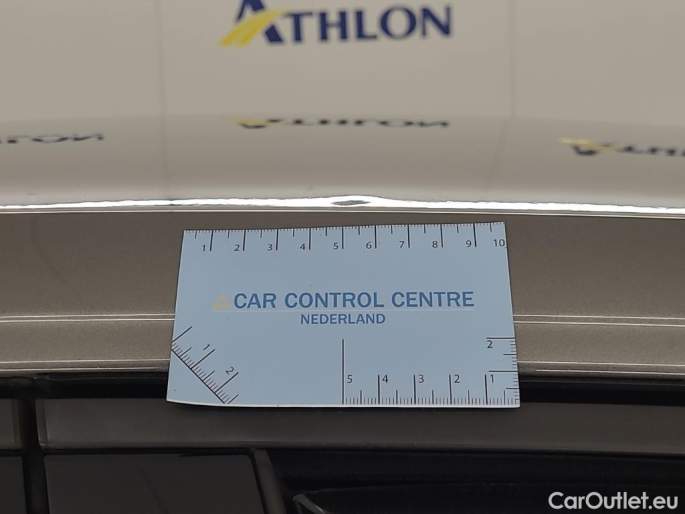 ATHLON
ATHLON
1 2 3 4 5 6 7 8 9 10
CAR CONTROL CENTRE
NEDERLAND
1 2
2
5 4 3 2 1
CarOutlet.eu